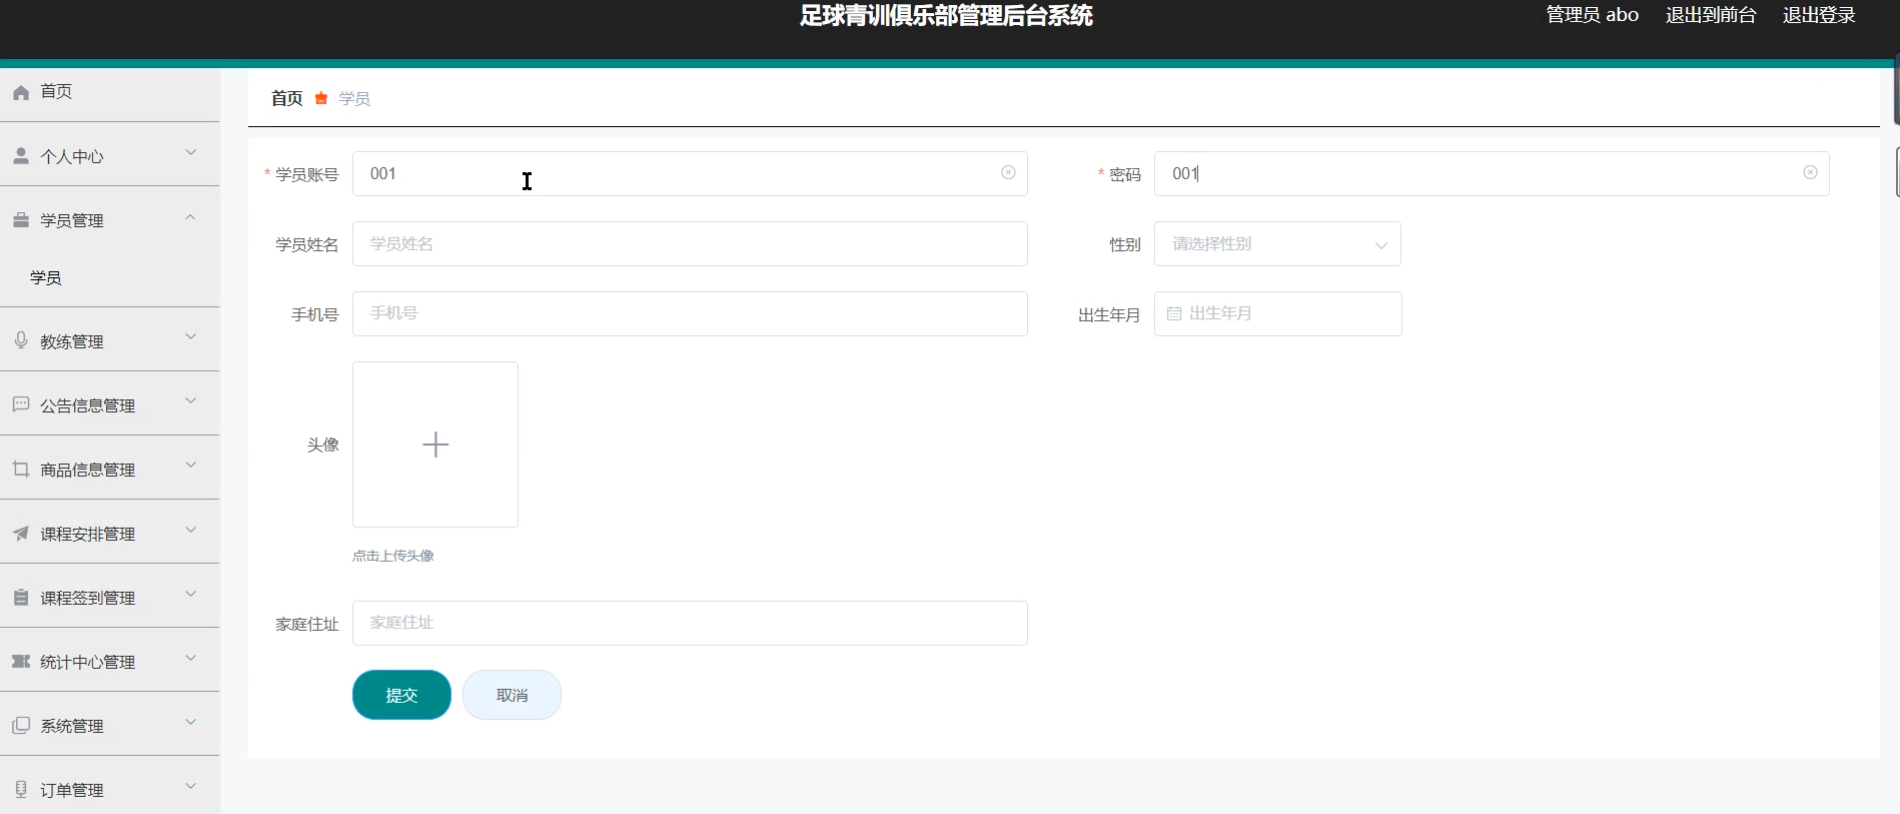 足球青训俱乐部管理后台系统
管理员 abo 退出到前台 退出登录
首页
个人中心
学员管理
学员
教练管理
公告信息管理
商品信息管理
课程安排管理
课程签到管理
统计中心管理
系统管理
订单管理
首页 学员
* 学员账号 001
* 密码 001
学员姓名 学员姓名
性别 请选择性别
手机号 手机号
出生年月 出生年月
头像
点击上传头像
家庭住址 家庭住址
提交 取消